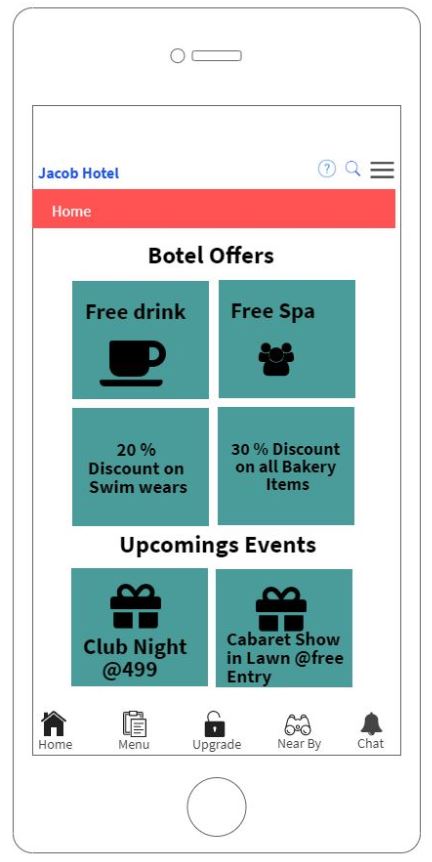 Jacob Hotel
?
Home
Botel Offers
Free drink
Free Spa
20 %
Discount on
Swim wears
30 % Discount
on all Bakery
Items
Upcomings Events
Club Night
@499
Cabaret Show
in Lawn @free
Entry
Home
Menu
Upgrade
Near By
Chat